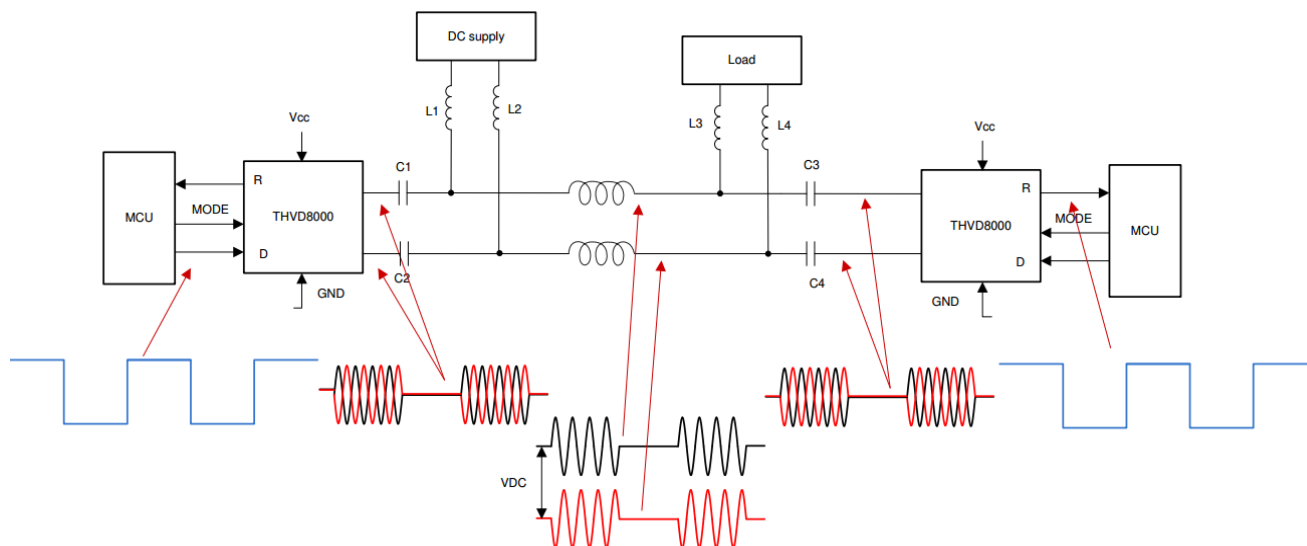 DC supply
Load
L1
L2
L3
L4
Vcc
Vcc
C1
C3
MCU
R
MODE
D
THVD8000
THVD8000
R
MODE
D
MCU
C2
C4
GND
GND
VDC